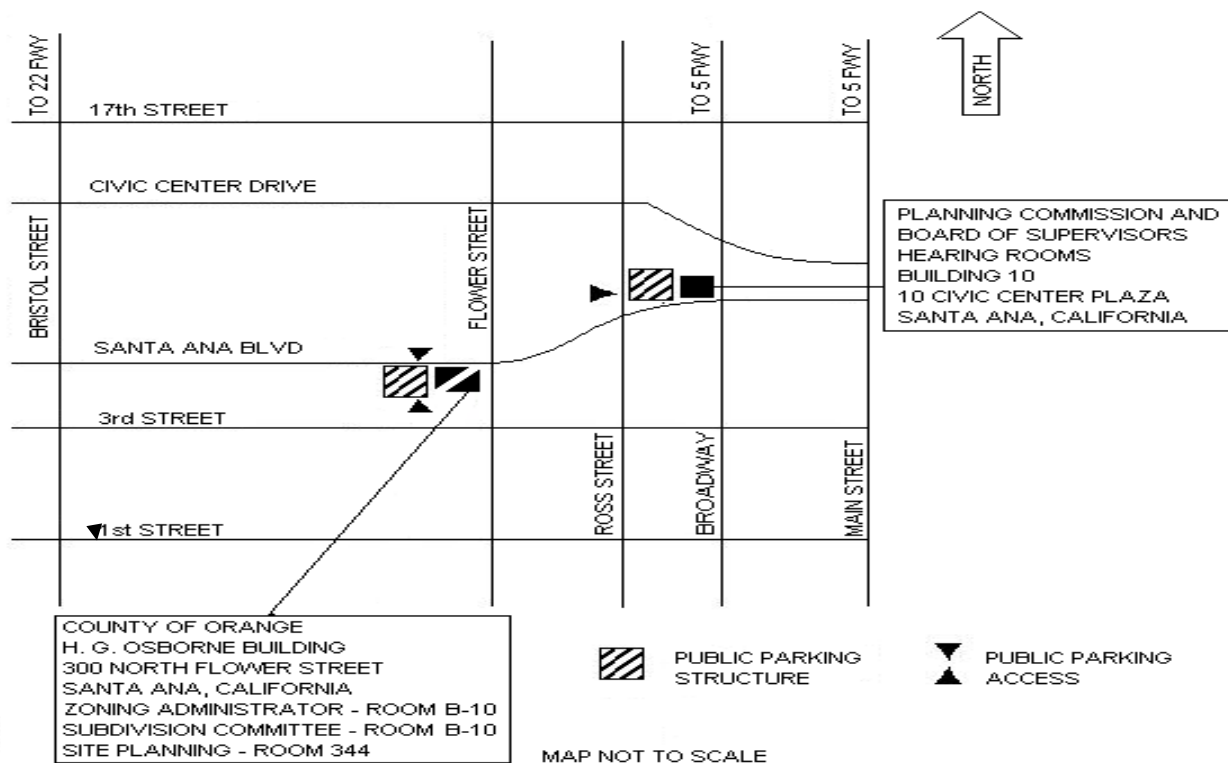 TO 22 FWY
TO 5 FWY
TO 5 FWY
NORTH
17th STREET
CIVIC CENTER DRIVE
BRISTOL STREET
FLOWER STREET
PLANNING COMMISSION AND
BOARD OF SUPERVISORS
HEARING ROOMS
BUILDING 10
10 CIVIC CENTER PLAZA
SANTA ANA, CALIFORNIA
SANTA ANA BLVD
3rd STREET
ROSS STREET
BROADWAY
MAIN STREET
1st STREET
COUNTY OF ORANGE
H. G. OSBORNE BUILDING
300 NORTH FLOWER STREET
SANTA ANA, CALIFORNIA
ZONING ADMINISTRATOR - ROOM B-10
SUBDIVISION COMMITTEE - ROOM B-10
SITE PLANNING - ROOM 344
PUBLIC PARKING
STRUCTURE
PUBLIC PARKING
ACCESS
MAP NOT TO SCALE